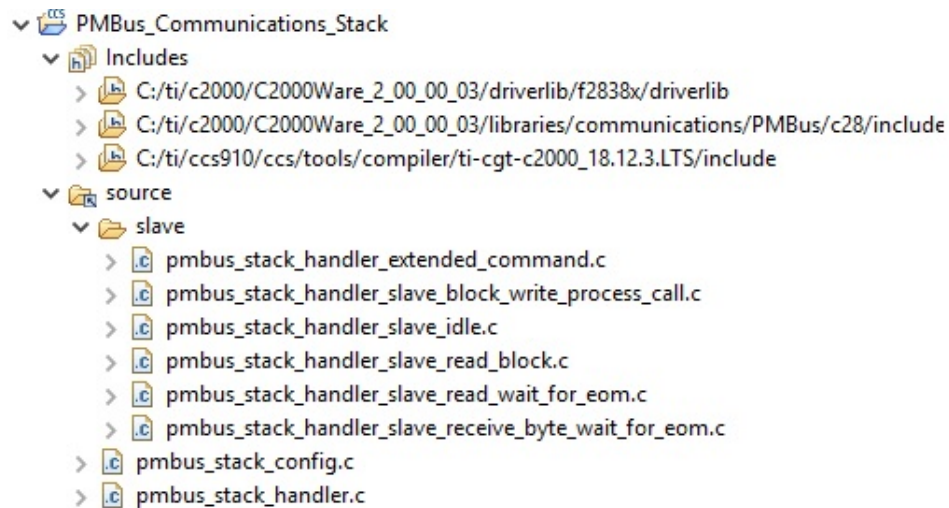 PMBus_Communications_Stack
Includes
C:/ti/c2000/C2000Ware_2_00_00_03/driverlib/f2838x/driverlib
C:/ti/c2000/C2000Ware_2_00_00_03/libraries/communications/PMBus/c28/include
C:/ti/ccs910/ccs/tools/compiler/ti-cgt-c2000_18.12.3.LTS/include
source
slave
pmbus_stack_handler_extended_command.c
pmbus_stack_handler_slave_block_write_process_call.c
pmbus_stack_handler_slave_idle.c
pmbus_stack_handler_slave_read_block.c
pmbus_stack_handler_slave_read_wait_for_eom.c
pmbus_stack_handler_slave_receive_byte_wait_for_eom.c
pmbus_stack_config.c
pmbus_stack_handler.c